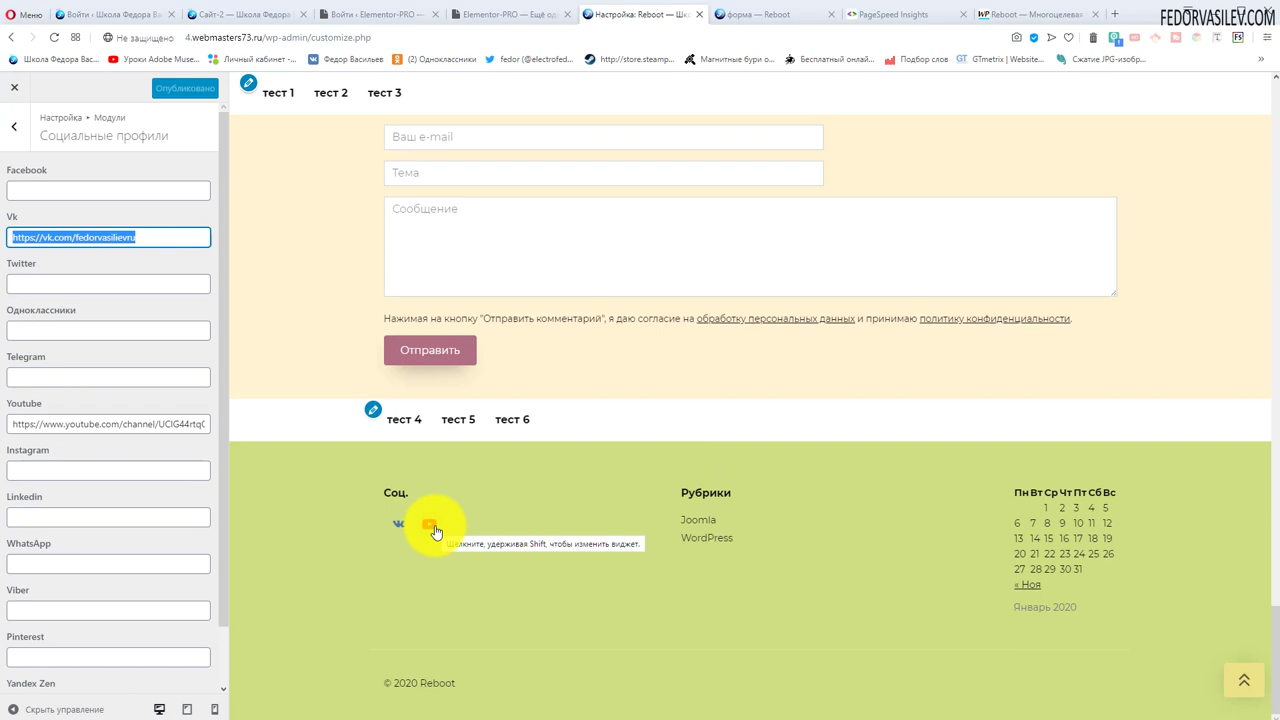 Меню
Войти ‹ Школа Федора Ва
Сайт-2 — Школа Федора
Войти ‹ Elementor-PRO —
Elementor-PRO — Ещё од
Настройка: Reboot — Шк
форма — Reboot
PageSpeed Insights
Reboot — Многоцелевая
FEDORVASILEV.COM
Не защищено
4.webmasters73.ru/wp-admin/customize.php
Школа Федора Вас...
Уроки Adobe Muse...
Личный кабинет -...
Федор Васильев
(2) Одноклассники
fedor (@electrofed...
http://store.steamp...
Магнитные бури о...
Бесплатный онлай...
Подбор слов
GTmetrix | Website...
Сжатие JPG-изобр...
Опубликовано
Настройка ▸ Модули
Социальные профили
Facebook
Vk
https://vk.com/fedorvasilievru
Twitter
Одноклассники
Telegram
Youtube
https://www.youtube.com/channel/UCIG44rtqC
Instagram
Linkedin
WhatsApp
Viber
Pinterest
Yandex Zen
Скрыть управление
тест 1 тест 2 тест 3
Ваш e-mail
Тема
Сообщение
Нажимая на кнопку "Отправить комментарий", я даю согласие на обработку персональных данных и принимаю политику конфиденциальности.
Отправить
тест 4 тест 5 тест 6
Соц.
Щелкните, удерживая Shift, чтобы изменить виджет.
Рубрики
Joomla
WordPress
Пн Вт Ср Чт Пт Сб Вс
1 2 3 4 5
6 7 8 9 10 11 12
13 14 15 16 17 18 19
20 21 22 23 24 25 26
27 28 29 30 31
« Ноя
Январь 2020
© 2020 Reboot